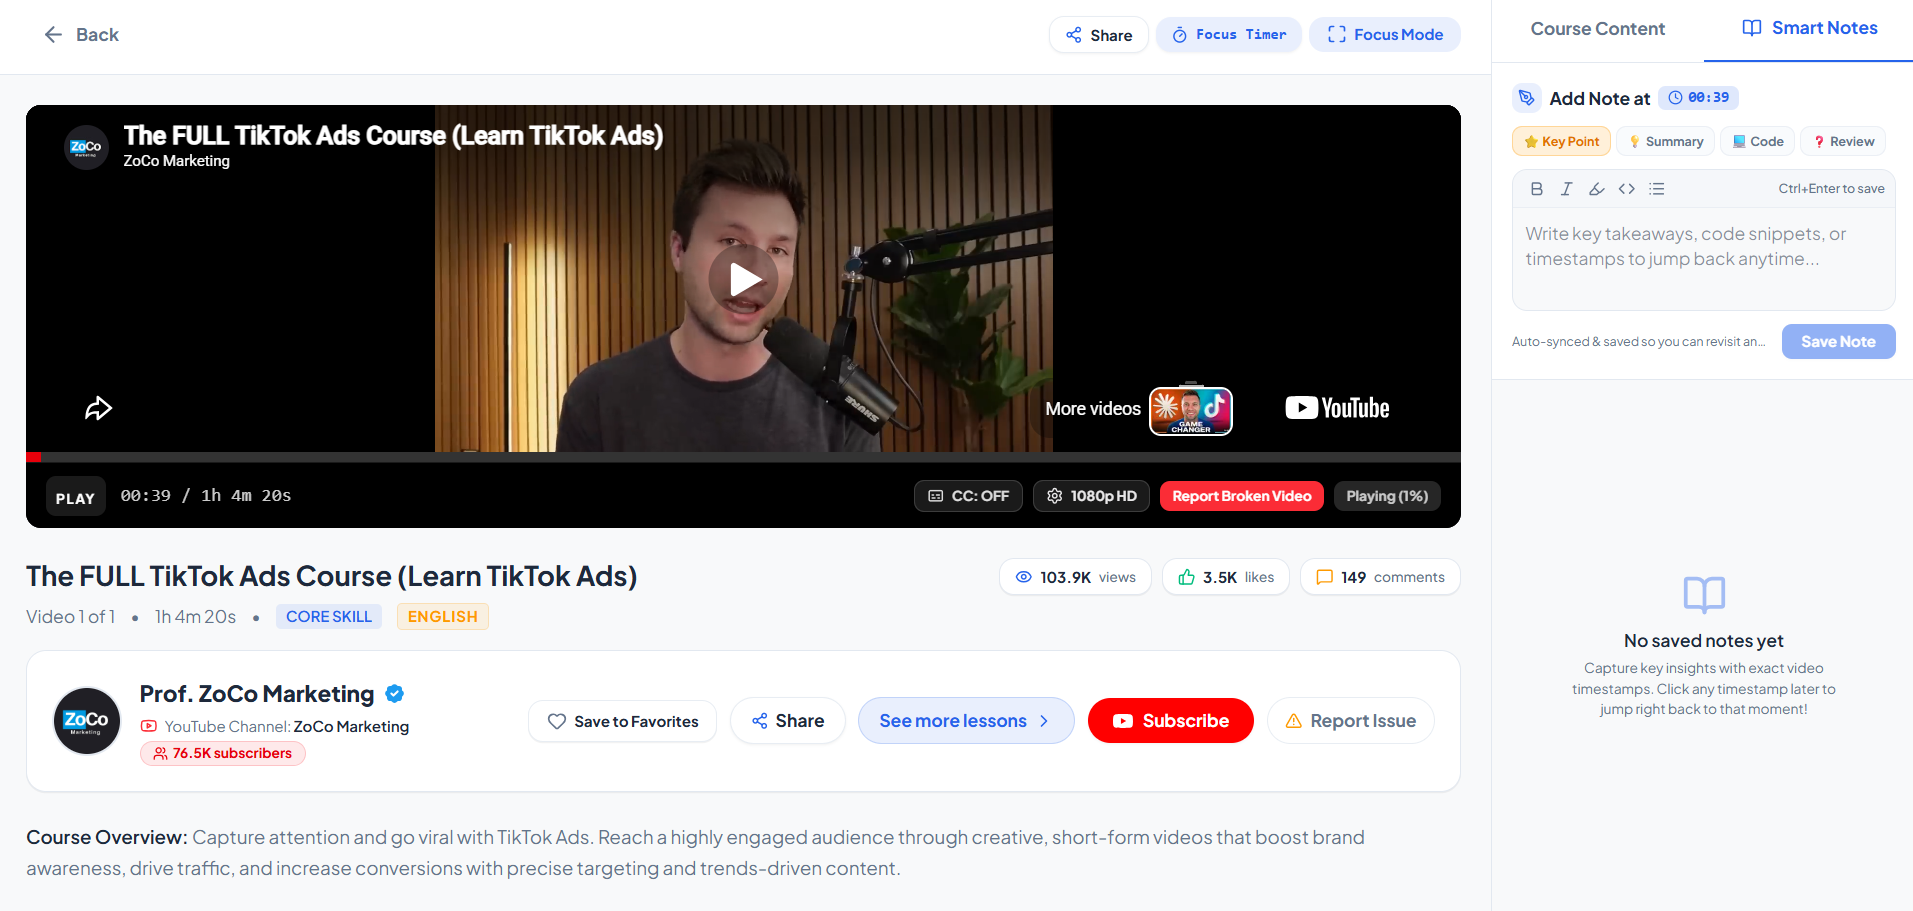 Back
Share
Focus Timer
Focus Mode
Course Content
Smart Notes
ZoCo
Marketing
The FULL TikTok Ads Course (Learn TikTok Ads)
ZoCo Marketing
SHURE
More videos
GAME
CHANGER
YouTube
PLAY
00:39 / 1h 4m 20s
CC: OFF
1080p HD
Report Broken Video
Playing (1%)
Add Note at
00:39
Key Point
Summary
Code
Review
B
I
Ctrl+Enter to save
Write key takeaways, code snippets, or
timestamps to jump back anytime...
Auto-synced & saved so you can revisit an...
Save Note
The FULL TikTok Ads Course (Learn TikTok Ads)
103.9K views
3.5K likes
149 comments
Video 1 of 1 • 1h 4m 20s • CORE SKILL ENGLISH
ZoCo
Marketing
Prof. ZoCo Marketing
YouTube Channel: ZoCo Marketing
76.5K subscribers
Save to Favorites
Share
See more lessons
Subscribe
Report Issue
No saved notes yet
Capture key insights with exact video
timestamps. Click any timestamp later to
jump right back to that moment!
Course Overview: Capture attention and go viral with TikTok Ads. Reach a highly engaged audience through creative, short-form videos that boost brand
awareness, drive traffic, and increase conversions with precise targeting and trends-driven content.